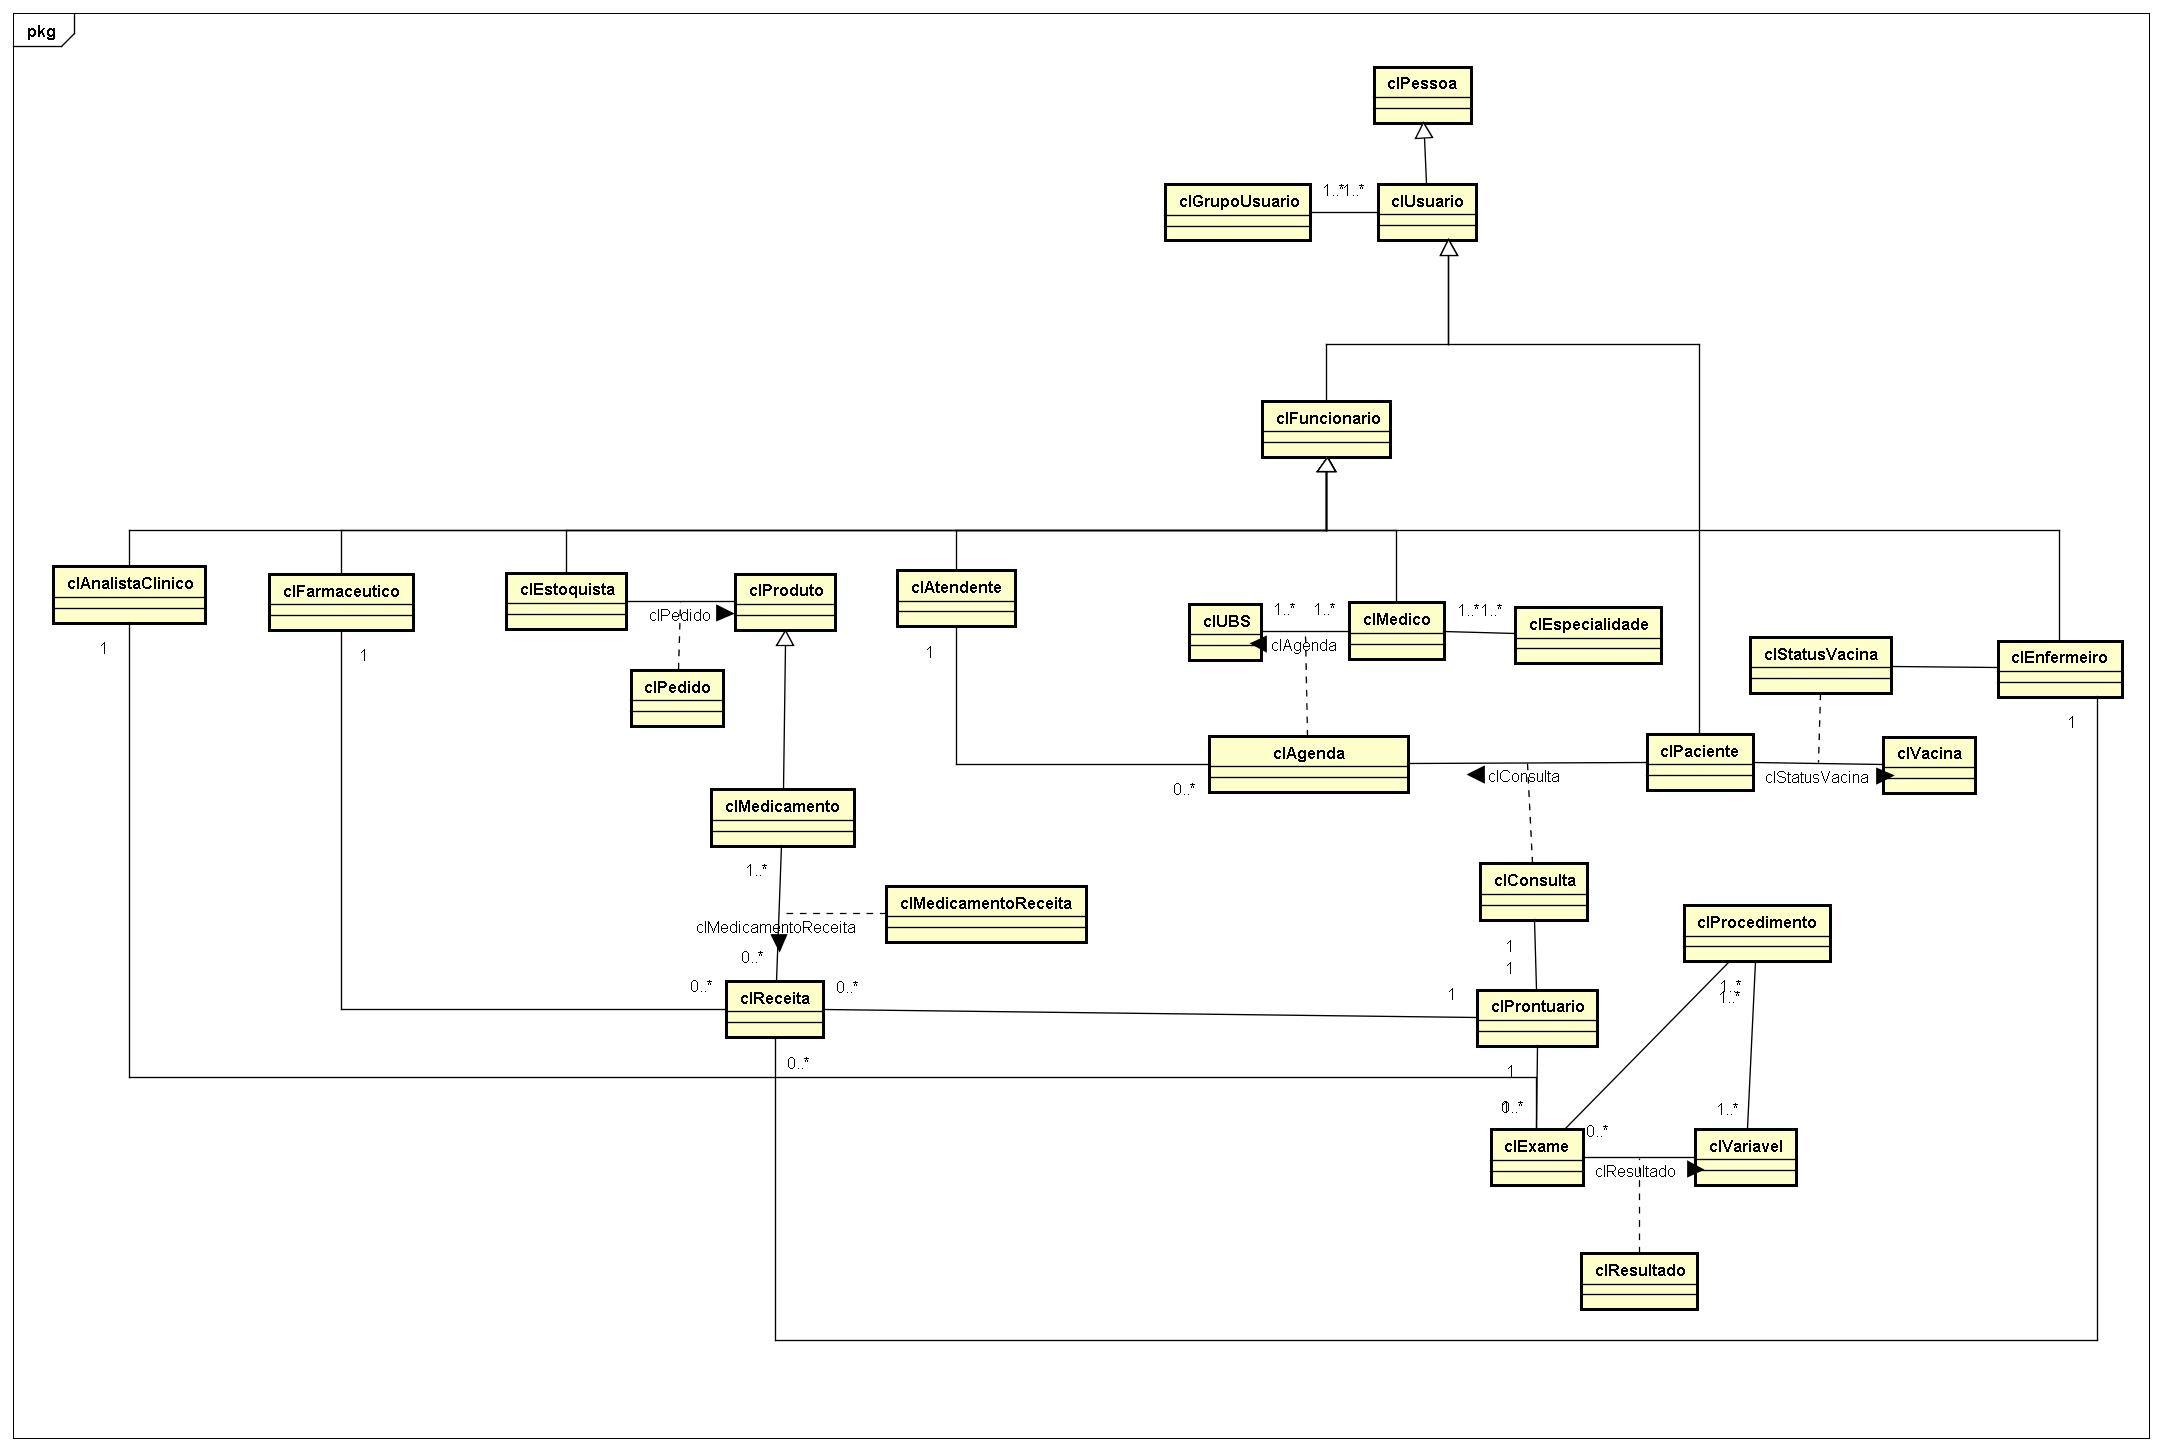 pkg
clPessoa
clGrupoUsuario
1..*
1..*
clUsuario
clFuncionario
clAnalistaClinico
clFarmaceutico
clEstoquista
clProduto
clAtendente
clUBS
1..*
1..*
clMedico
1..*
1..*
clEspecialidade
clPedido
clAgenda
clStatusVacina
clEnfermeiro
1
1
1
clPedido
1
clAgenda
clPaciente
clVacina
clConsulta
clStatusVacina
0..*
clMedicamento
1..*
clMedicamentoReceita
clConsulta
clProcedimento
clMedicamentoReceita
0..*
1
1
0..*
clReceita
0..*
1
clProntuario
1..*
1..*
0..*
1
0..*
1
1..*
0..*
clExame
clVariavel
clResultado
clResultado